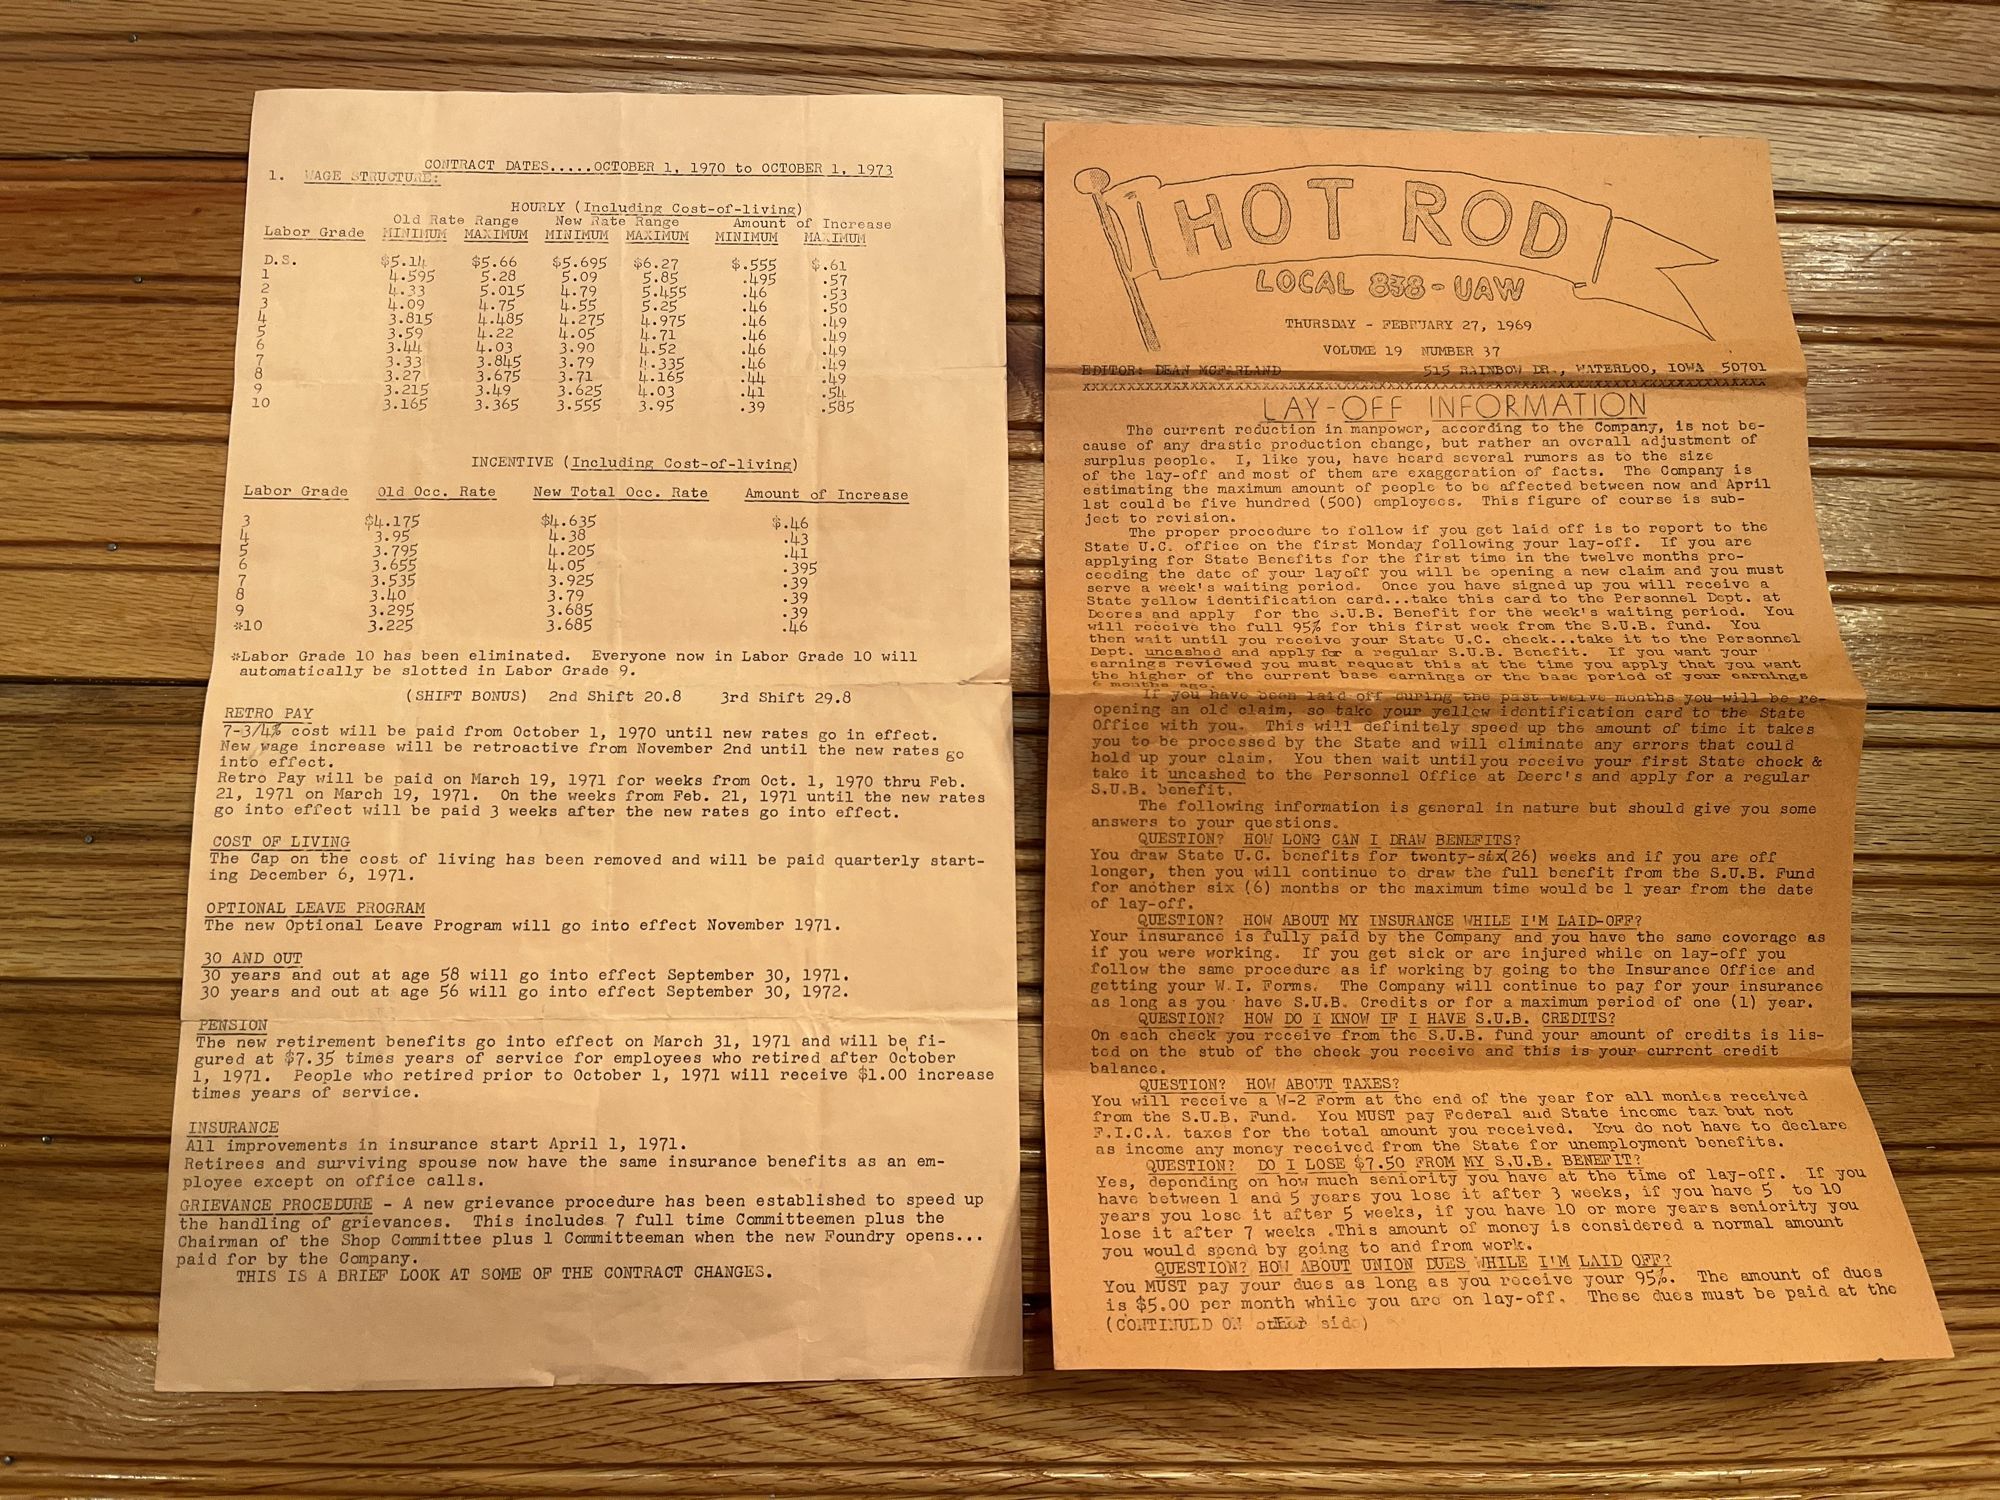 CONTRACT DATES.....OCTOBER 1, 1970 to OCTOBER 1, 1973
1. WAGE STRUCTURE:
HOURLY (Including Cost-of-living)
Old Rate Range New Rate Range Amount of Increase
Labor Grade MINIMUM MAXIMUM MINIMUM MAXIMUM MINIMUM MAXIMUM
D.S. $5.14 $5.66 $5.695 $6.27 $.555 $.61
1 4.595 5.28 5.09 5.85 .495 .57
2 4.33 5.015 4.79 5.455 .46 .53
3 4.09 4.75 4.55 5.25 .46 .50
4 3.815 4.485 4.275 4.975 .46 .49
5 3.59 4.22 4.05 4.71 .46 .49
6 3.44 4.03 3.90 4.52 .46 .49
7 3.33 3.845 3.79 4.335 .46 .49
8 3.27 3.675 3.71 4.165 .44 .49
9 3.215 3.49 3.625 4.03 .41 .54
10 3.165 3.365 3.555 3.95 .39 .585
INCENTIVE (Including Cost-of-living)
Labor Grade Old Occ. Rate New Total Occ. Rate Amount of Increase
3 $4.175 $4.635 $.46
4 3.95 4.38 .43
5 3.795 4.205 .41
6 3.655 4.05 .395
7 3.535 3.925 .39
8 3.40 3.79 .39
9 3.295 3.685 .39
*10 3.225 3.685 .46
*Labor Grade 10 has been eliminated. Everyone now in Labor Grade 10 will
automatically be slotted in Labor Grade 9.
(SHIFT BONUS) 2nd Shift 20.8 3rd Shift 29.8
RETRO PAY
7-3/4% cost will be paid from October 1, 1970 until new rates go in effect.
New wage increase will be retroactive from November 2nd until the new rates go
into effect.
Retro Pay will be paid on March 19, 1971 for weeks from Oct. 1, 1970 thru Feb.
21, 1971 on March 19, 1971. On the weeks from Feb. 21, 1971 until the new rates
go into effect will be paid 3 weeks after the new rates go into effect.
COST OF LIVING
The Cap on the cost of living has been removed and will be paid quarterly start-
ing December 6, 1971.
OPTIONAL LEAVE PROGRAM
The new Optional Leave Program will go into effect November 1971.
30 AND OUT
30 years and out at age 58 will go into effect September 30, 1971.
30 years and out at age 56 will go into effect September 30, 1972.
PENSION
The new retirement benefits go into effect on March 31, 1971 and will be fi-
gured at $7.35 times years of service for employees who retired after October
1, 1971. People who retired prior to October 1, 1971 will receive $1.00 increase
times years of service.
INSURANCE
All improvements in insurance start April 1, 1971.
Retirees and surviving spouse now have the same insurance benefits as an em-
ployee except on office calls.
GRIEVANCE PROCEDURE - A new grievance procedure has been established to speed up
the handling of grievances. This includes 7 full time Committeemen plus the
Chairman of the Shop Committee plus 1 Committeeman when the new Foundry opens...
paid for by the Company.
THIS IS A BRIEF LOOK AT SOME OF THE CONTRACT CHANGES.
HOT ROD
LOCAL 838-UAW
THURSDAY - FEBRUARY 27, 1969
VOLUME 19 NUMBER 37
EDITOR: DEAN MCFARLAND 515 RAINBOW DR., WATERLOO, IOWA 50701
xxxxxxxxxxxxxxxxxxxxxxxxxxxxxxxxxxxxxxxxxxxxxxxxxxxxxxxxxxxxxxxxxxxxxxxxxxxxxx
LAY-OFF INFORMATION
The current reduction in manpower, according to the Company, is not be-
cause of any drastic production change, but rather an overall adjustment of
surplus people. I, like you, have heard several rumors as to the size
of the lay-off and most of them are exaggeration of facts. The Company is
estimating the maximum amount of people to be affected between now and April
1st could be five hundred (500) employees. This figure of course is sub-
ject to revision.
The proper procedure to follow if you get laid off is to report to the
State U.C. office on the first Monday following your lay-off. If you are
applying for State Benefits for the first time in the twelve months pre-
ceeding the date of your layoff you will be opening a new claim and you must
serve a week's waiting period. Once you have signed up you will receive a
State yellow identification card...take this card to the Personnel Dept. at
Deeres and apply for the S.U.B. Benefit for the week's waiting period. You
will receive the full 95% for this first week from the S.U.B. fund. You
then wait until you receive your State U.C. check...take it to the Personnel
Dept. uncashed and apply for a regular S.U.B. Benefit. If you want your
earnings reviewed you must request this at the time you apply that you want
the higher of the current base earnings or the base period of your earnings
6 months ago.
If you have been laid off during the past twelve months you will be re-
opening an old claim, so take your yellow identification card to the State
Office with you. This will definitely speed up the amount of time it takes
you to be processed by the State and will eliminate any errors that could
hold up your claim. You then wait untilyou receive your first State check &
take it uncashed to the Personnel Office at Deere's and apply for a regular
S.U.B. benefit.
The following information is general in nature but should give you some
answers to your questions.
QUESTION? HOW LONG CAN I DRAW BENEFITS?
You draw State U.C. benefits for twenty-six(26) weeks and if you are off
longer, then you will continue to draw the full benefit from the S.U.B. Fund
for another six (6) months or the maximum time would be 1 year from the date
of lay-off.
QUESTION? HOW ABOUT MY INSURANCE WHILE I'M LAID-OFF?
Your insurance is fully paid by the Company and you have the same coverage as
if you were working. If you get sick or are injured while on lay-off you
follow the same procedure as if working by going to the Insurance Office and
getting your W.I. Forms. The Company will continue to pay for your insurance
as long as you have S.U.B. Credits or for a maximum period of one (1) year.
QUESTION? HOW DO I KNOW IF I HAVE S.U.B. CREDITS?
On each check you receive from the S.U.B. fund your amount of credits is lis-
ted on the stub of the check you receive and this is your current credit
balance.
QUESTION? HOW ABOUT TAXES?
You will receive a W-2 Form at the end of the year for all monies received
from the S.U.B. Fund. You MUST pay Federal and State income tax but not
F.I.C.A. taxes for the total amount you received. You do not have to declare
as income any money received from the State for unemployment benefits.
QUESTION? DO I LOSE $7.50 FROM MY S.U.B. BENEFIT?
Yes, depending on how much seniority you have at the time of lay-off. If you
have between 1 and 5 years you lose it after 3 weeks, if you have 5 to 10
years you lose it after 5 weeks, if you have 10 or more years seniority you
lose it after 7 weeks .This amount of money is considered a normal amount
you would spend by going to and from work.
QUESTION? HOW ABOUT UNION DUES WHILE I'M LAID OFF?
You MUST pay your dues as long as you receive your 95%. The amount of dues
is $5.00 per month while you are on lay-off. These dues must be paid at the
(CONTINUED ON other side)